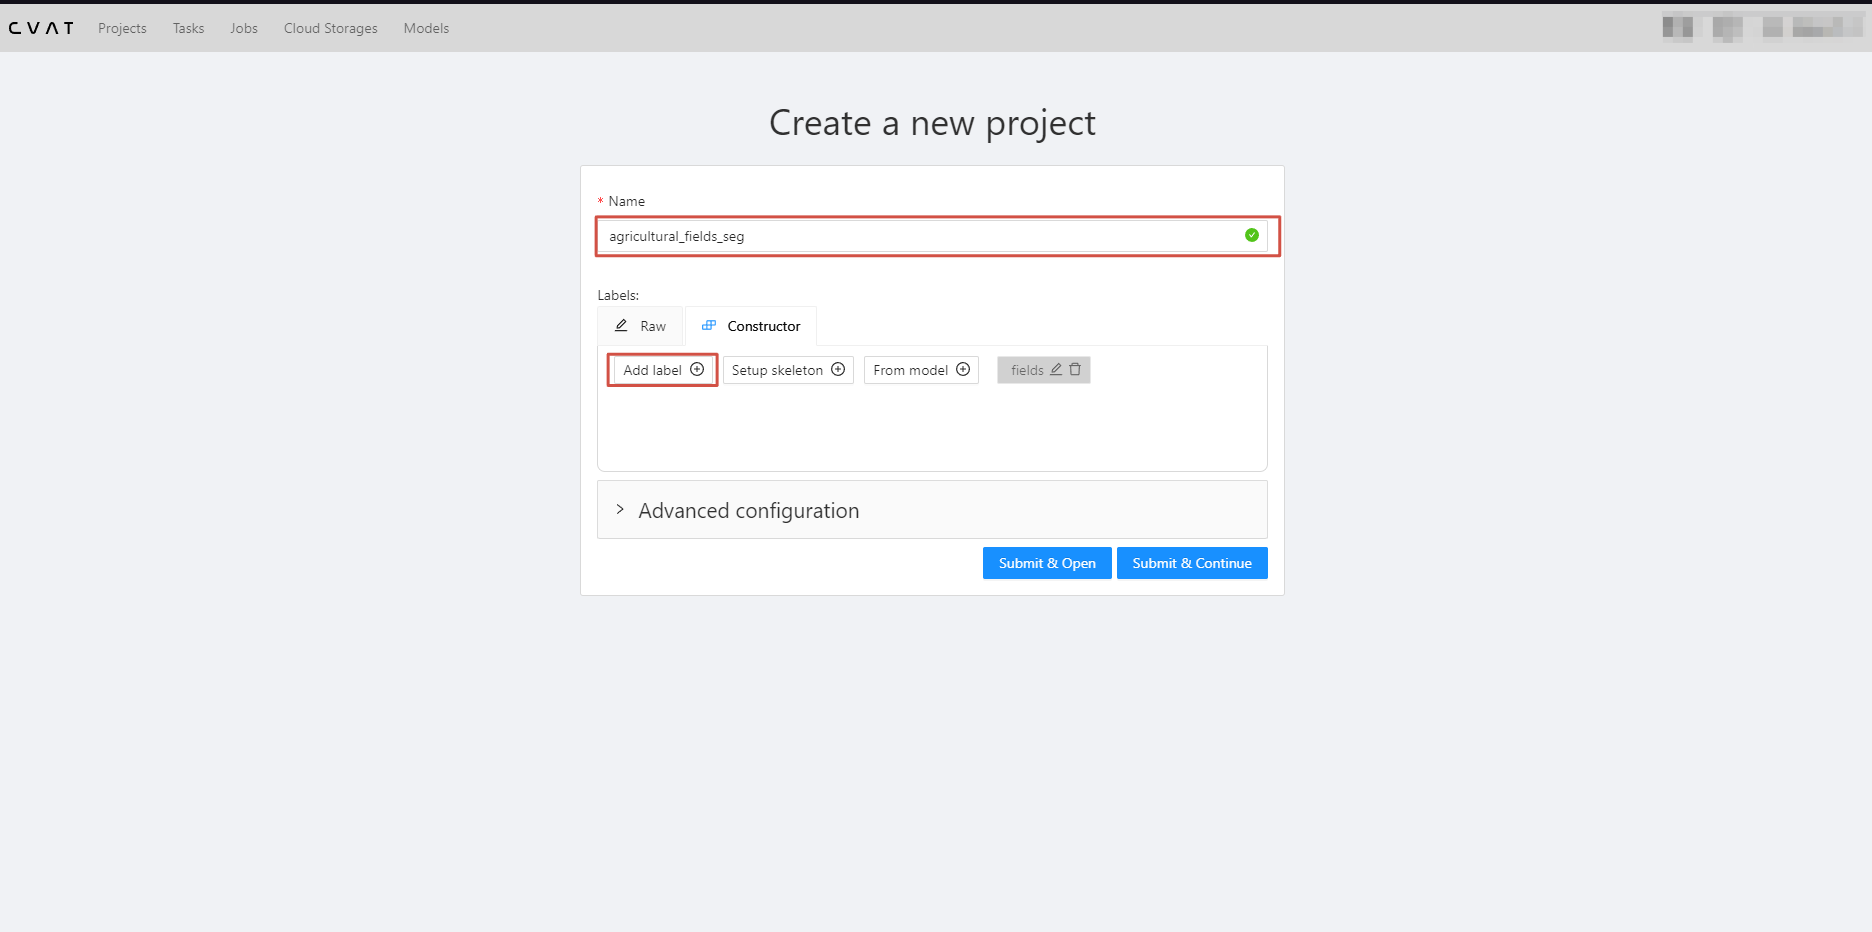 CVAT Projects Tasks Jobs Cloud Storages Models
Create a new project
* Name
agricultural_fields_seg
Labels:
Raw Constructor
Add label Setup skeleton From model fields
Advanced configuration
Submit & Open Submit & Continue